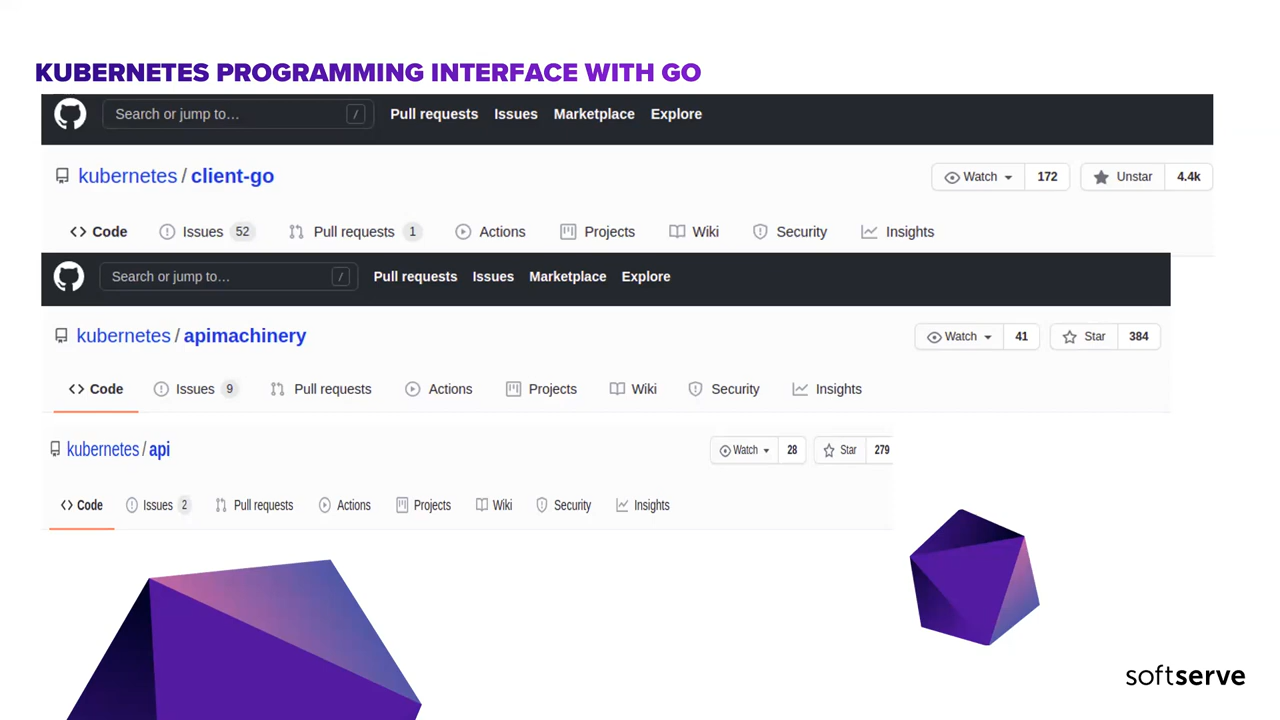 KUBERNETES PROGRAMMING INTERFACE WITH GO
Search or jump to… / Pull requests Issues Marketplace Explore
kubernetes / client-go Watch 172 Unstar 4.4k
Code Issues 52 Pull requests 1 Actions Projects Wiki Security Insights
Search or jump to… / Pull requests Issues Marketplace Explore
kubernetes / apimachinery Watch 41 Star 384
Code Issues 9 Pull requests Actions Projects Wiki Security Insights
kubernetes / api Watch 28 Star 279
Code Issues 2 Pull requests Actions Projects Wiki Security Insights
softserve